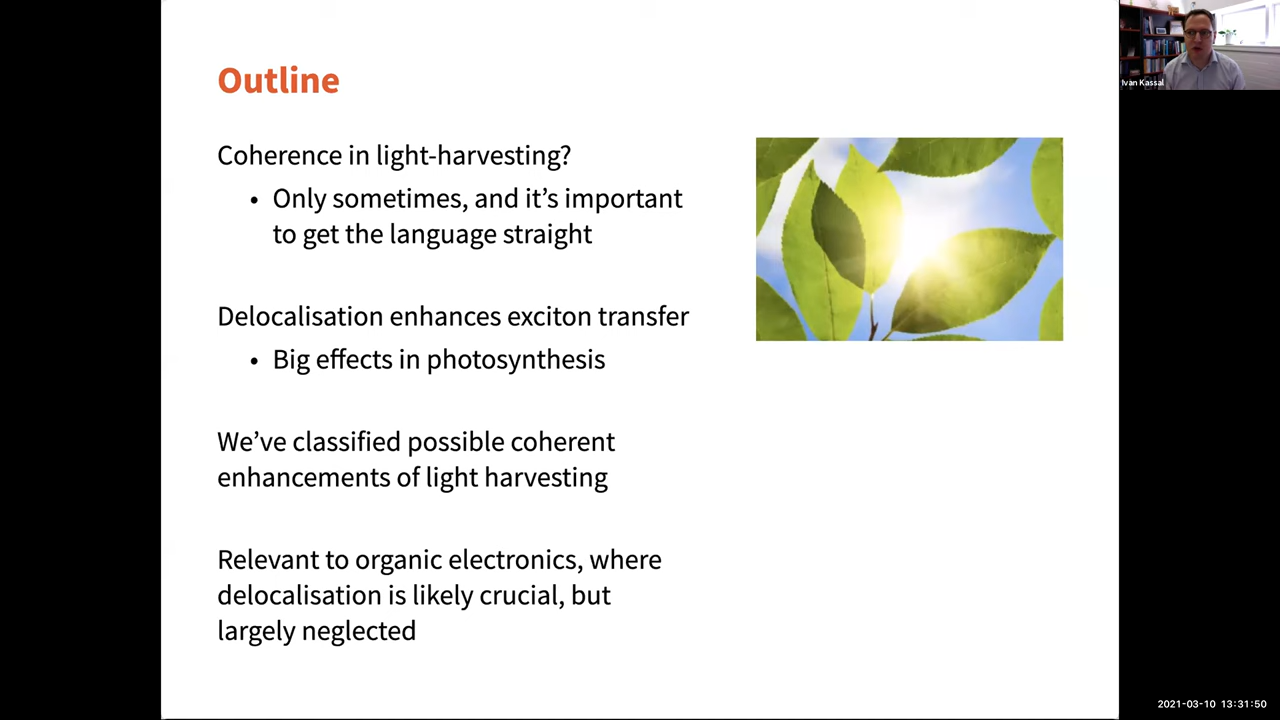 Outline
Coherence in light-harvesting?
• Only sometimes, and it’s important
to get the language straight
Delocalisation enhances exciton transfer
• Big effects in photosynthesis
We’ve classified possible coherent
enhancements of light harvesting
Relevant to organic electronics, where
delocalisation is likely crucial, but
largely neglected
Ivan Kassal
2021-03-10 13:31:50